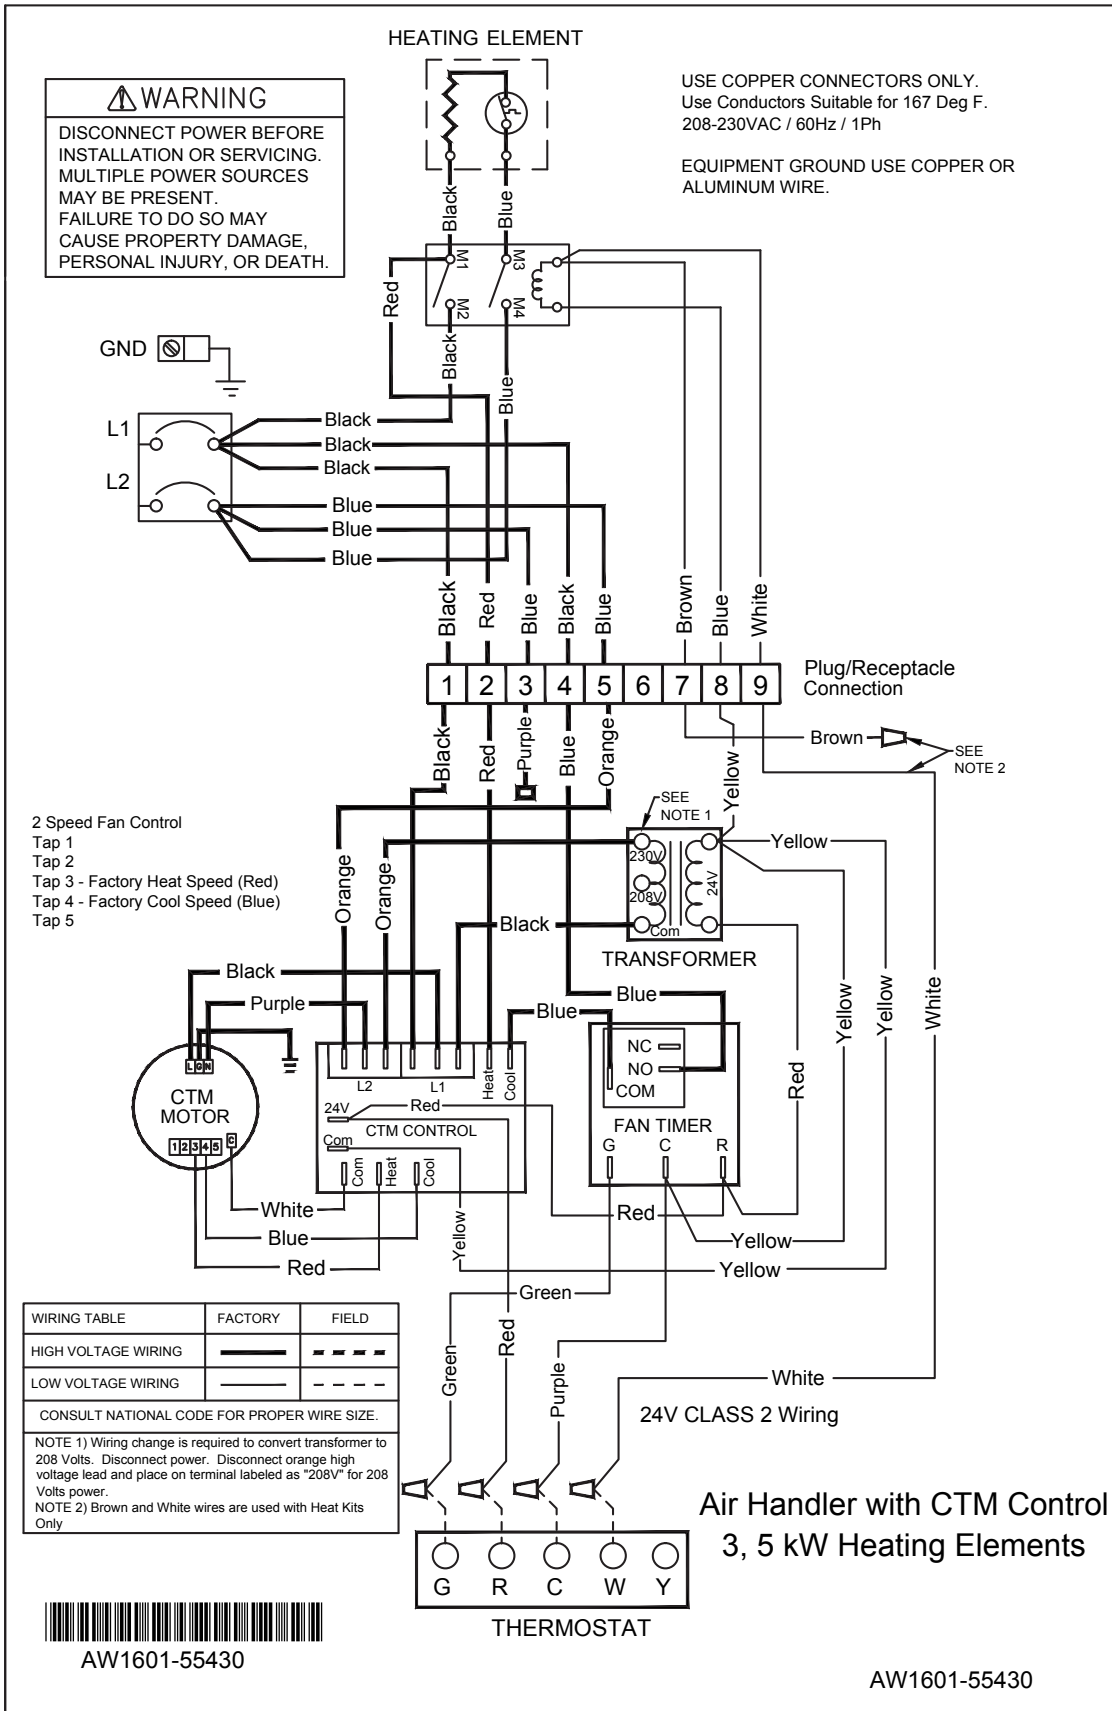 HEATING ELEMENT
WARNING
DISCONNECT POWER BEFORE
INSTALLATION OR SERVICING.
MULTIPLE POWER SOURCES
MAY BE PRESENT.
FAILURE TO DO SO MAY
CAUSE PROPERTY DAMAGE,
PERSONAL INJURY, OR DEATH.
USE COPPER CONNECTORS ONLY.
Use Conductors Suitable for 167 Deg F.
208-230VAC / 60Hz / 1Ph
EQUIPMENT GROUND USE COPPER OR
ALUMINUM WIRE.
Black
Blue
M1
M3
M2
M4
Red
Black
Blue
GND
L1
L2
Black
Black
Black
Blue
Blue
Blue
Black
Red
Blue
Black
Blue
Brown
Blue
White
1 2 3 4 5 6 7 8 9
Plug/Receptacle
Connection
Black
Red
Purple
Blue
Orange
Yellow
Brown
SEE
NOTE 2
SEE
NOTE 1
2 Speed Fan Control
Tap 1
Tap 2
Tap 3 - Factory Heat Speed (Red)
Tap 4 - Factory Cool Speed (Blue)
Tap 5
Orange
Orange
230V
208V
Com
24V
TRANSFORMER
Yellow
Black
Black
Purple
Blue
Blue
Yellow
Yellow
White
Red
L G N
CTM
MOTOR
1 2 3 4 5
C
L2
L1
Heat
Cool
24V
Red
CTM CONTROL
Com
Com
Heat
Cool
NC
NO
COM
FAN TIMER
G
C
R
White
Blue
Red
Yellow
Red
Yellow
Yellow
Green
Green
Red
Purple
White
24V CLASS 2 Wiring
WIRING TABLE FACTORY FIELD
HIGH VOLTAGE WIRING
LOW VOLTAGE WIRING
CONSULT NATIONAL CODE FOR PROPER WIRE SIZE.
NOTE 1) Wiring change is required to convert transformer to
208 Volts. Disconnect power. Disconnect orange high
voltage lead and place on terminal labeled as "208V" for 208
Volts power.
NOTE 2) Brown and White wires are used with Heat Kits
Only
Air Handler with CTM Control
3, 5 kW Heating Elements
G R C W Y
THERMOSTAT
AW1601-55430
AW1601-55430